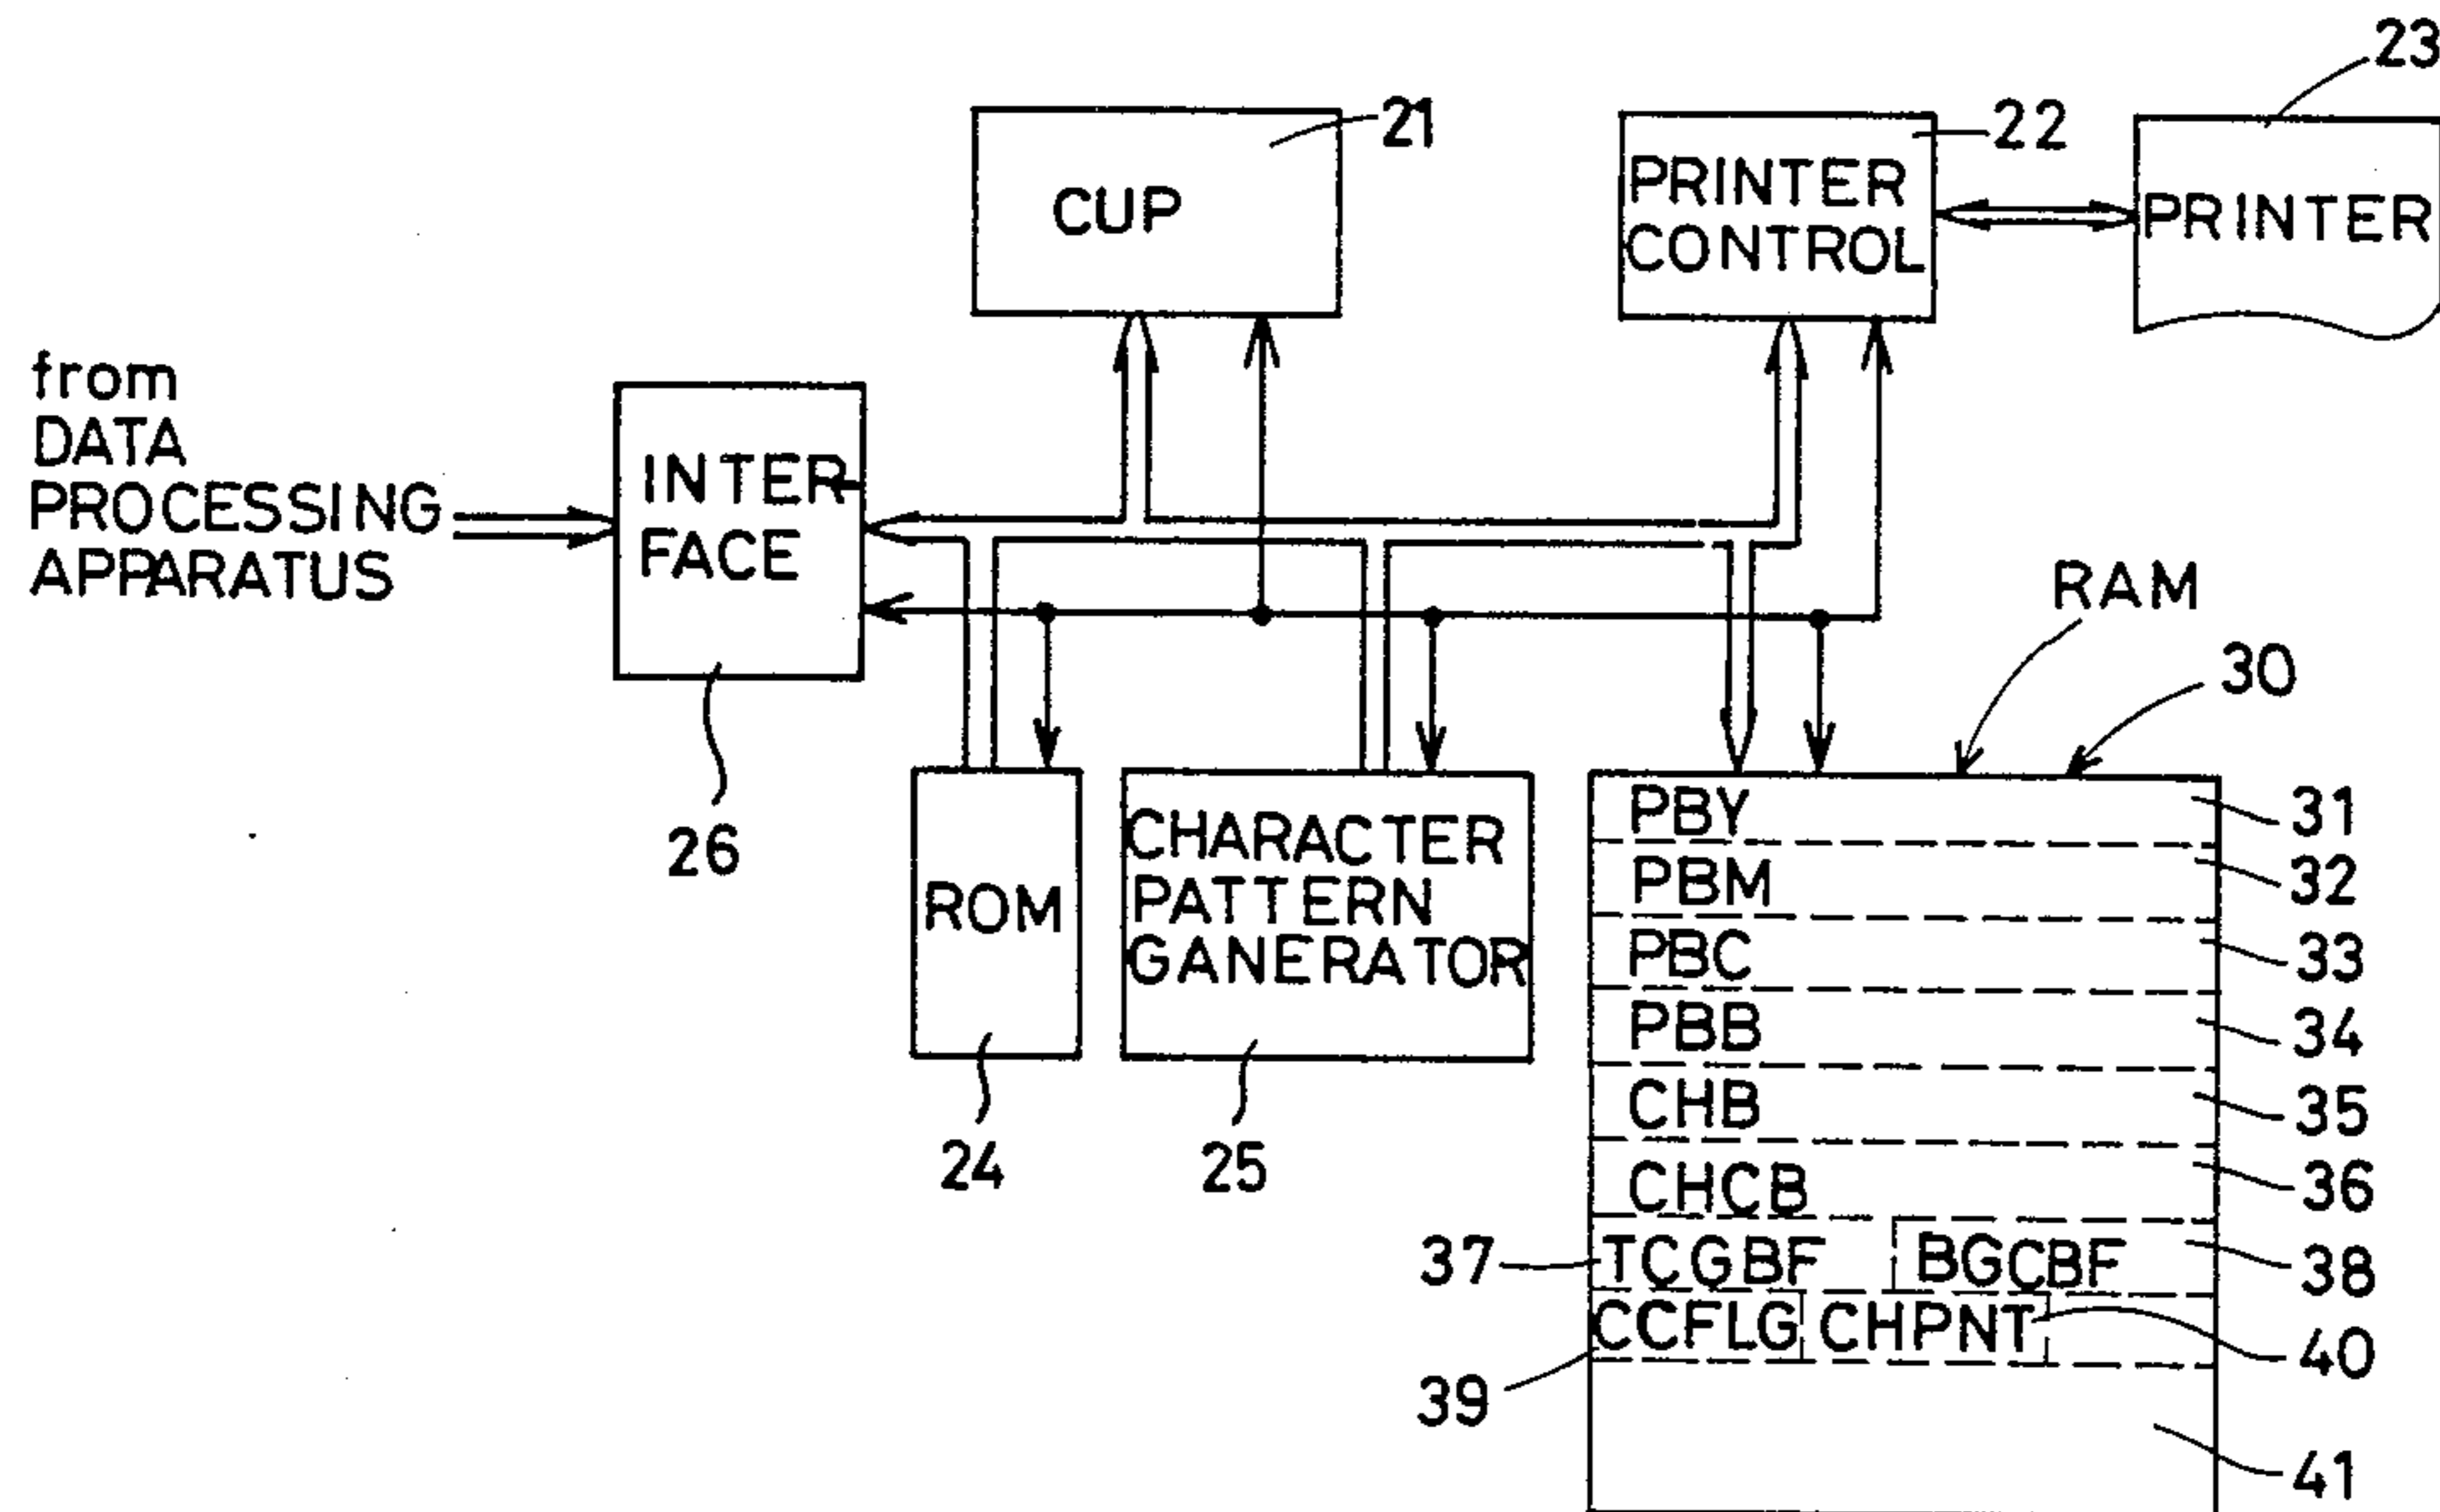 23
21
22
CUP
PRINTER
CONTROL
PRINTER
from
DATA
PROCESSING
APPARATUS
INTER-
FACE
RAM
30
26
ROM
CHARACTER
PATTERN
GANERATOR
24
25
PBY
31
PBM
32
PBC
33
PBB
34
CHB
35
CHCB
36
37
TCGBF
BGCBF
38
CCFLG
CHPNT
39
40
41